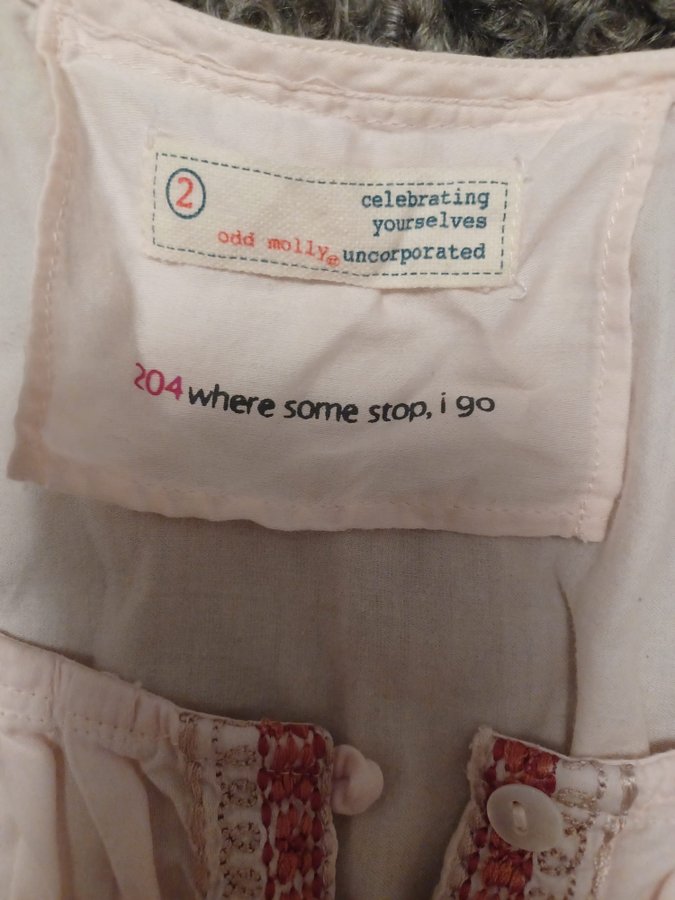 2
celebrating
yourselves
odd molly® uncorporated
204 where some stop, i go